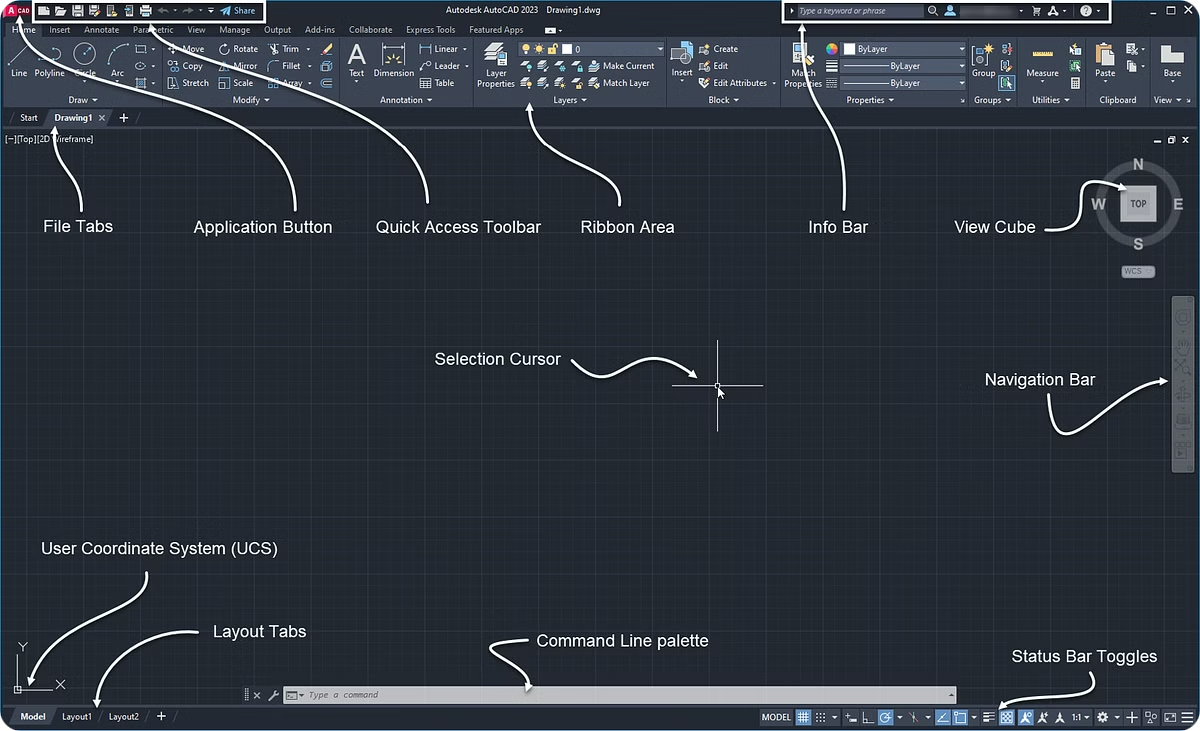 A CAD
Share
Autodesk AutoCAD 2023 Drawing1.dwg
Type a keyword or phrase
Home Insert Annotate Parametric View Manage Output Add-ins Collaborate Express Tools Featured Apps
Line Polyline Circle Arc
Move Rotate Trim
Copy Mirror Fillet
Stretch Scale Array
Text Dimension
Linear
Leader
Table
Layer Properties
0
Make Current
Match Layer
Insert
Create
Edit
Edit Attributes
Match Properties
ByLayer
ByLayer
ByLayer
Group
Measure
Paste
Base
Draw Modify Annotation Layers Block Properties Groups Utilities Clipboard View
Start Drawing1
[−][Top][2D Wireframe]
N
W TOP E
S
WCS
File Tabs Application Button Quick Access Toolbar Ribbon Area Info Bar View Cube
Selection Cursor
Navigation Bar
User Coordinate System (UCS)
Layout Tabs
Command Line palette
Status Bar Toggles
Y
X
Type a command
Model Layout1 Layout2
MODEL 1:1